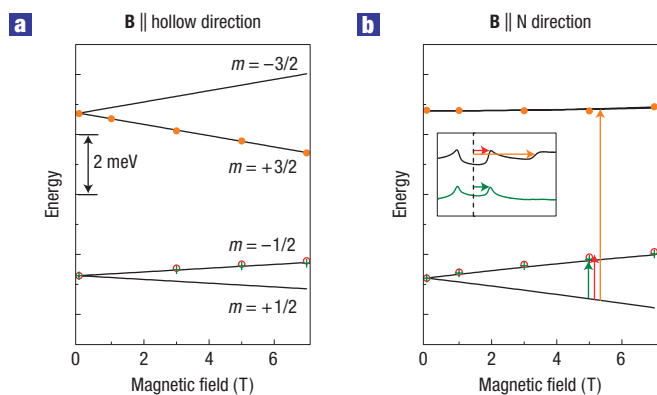 a
B || hollow direction
m = −3/2
2 meV
m = +3/2
m = −1/2
m = +1/2
Energy
0 2 4 6
Magnetic field (T)
b
B || N direction
Energy
0 2 4 6
Magnetic field (T)